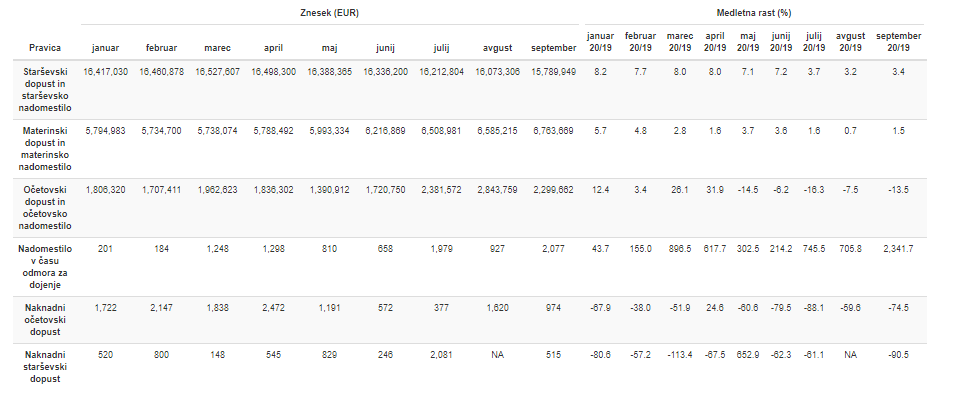 Znesek (EUR) Medletna rast (%)
Pravica januar februar marec april maj junij julij avgust september januar 20/19 februar 20/19 marec 20/19 april 20/19 maj 20/19 junij 20/19 julij 20/19 avgust 20/19 september 20/19
Starševski dopust in starševsko nadomestilo 16,417,030 16,460,878 16,527,607 16,498,300 16,388,365 16,336,200 16,212,804 16,073,306 15,789,949 8.2 7.7 8.0 8.0 7.1 7.2 3.7 3.2 3.4
Materinski dopust in materinsko nadomestilo 5,794,983 5,734,700 5,738,074 5,788,492 5,993,334 6,216,869 6,508,981 6,585,215 6,763,669 5.7 4.8 2.8 1.6 3.7 3.6 1.6 0.7 1.5
Očetovski dopust in očetovsko nadomestilo 1,806,320 1,707,411 1,962,623 1,836,302 1,390,912 1,720,750 2,381,572 2,843,759 2,299,662 12.4 3.4 26.1 31.9 -14.5 -6.2 -16.3 -7.5 -13.5
Nadomestilo v času odmora za dojenje 201 184 1,248 1,298 810 658 1,979 927 2,077 43.7 155.0 896.5 617.7 302.5 214.2 745.5 705.8 2,341.7
Naknadni očetovski dopust 1,722 2,147 1,838 2,472 1,191 572 377 1,620 974 -67.9 -38.0 -51.9 24.6 -60.6 -79.5 -88.1 -59.6 -74.5
Naknadni starševski dopust 520 800 148 545 829 246 2,081 NA 515 -80.6 -57.2 -113.4 -67.5 652.9 -62.3 -61.1 NA -90.5